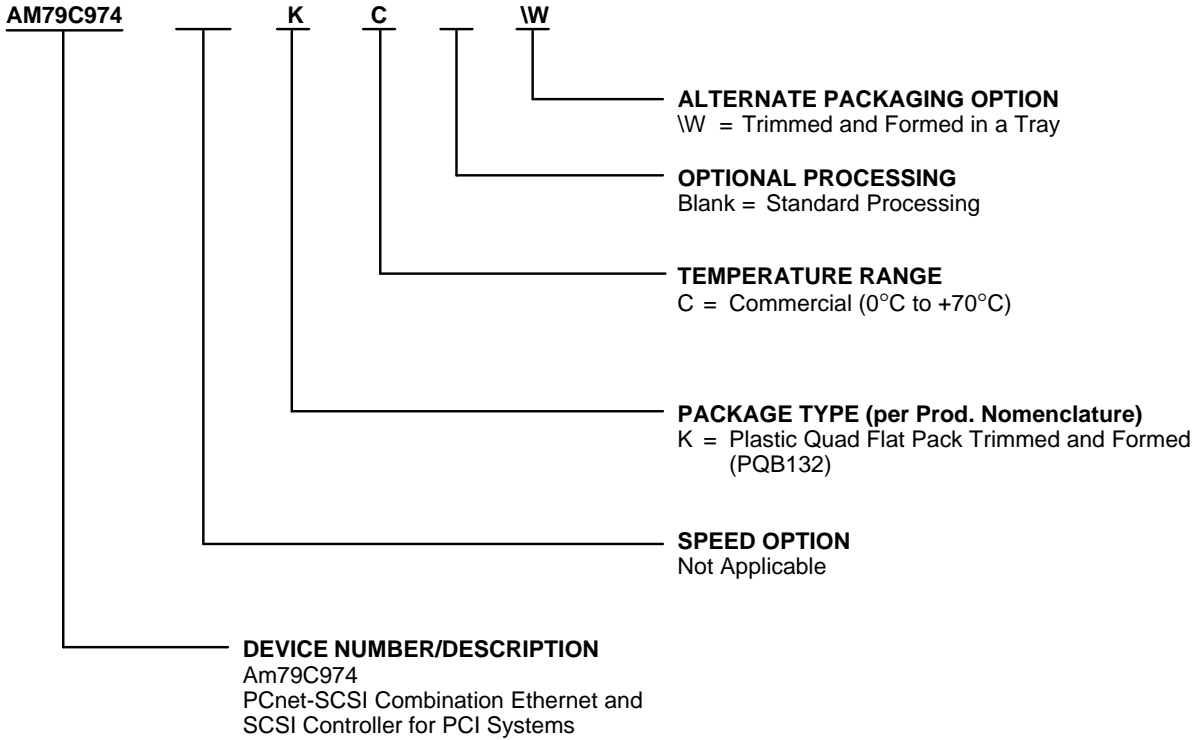 AM79C974 K C \W
ALTERNATE PACKAGING OPTION
\W = Trimmed and Formed in a Tray
OPTIONAL PROCESSING
Blank = Standard Processing
TEMPERATURE RANGE
C = Commercial (0°C to +70°C)
PACKAGE TYPE (per Prod. Nomenclature)
K = Plastic Quad Flat Pack Trimmed and Formed
(PQB132)
SPEED OPTION
Not Applicable
DEVICE NUMBER/DESCRIPTION
Am79C974
PCnet-SCSI Combination Ethernet and
SCSI Controller for PCI Systems